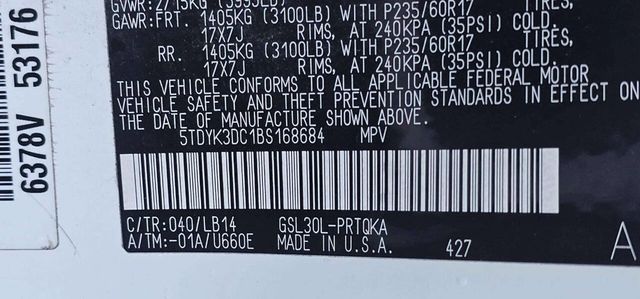 GVWR:2715KG (5995LB)
GAWR:FRT. 1405KG (3100LB) WITH P235/60R17 TIRES,
17X7J RIMS, AT 240KPA (35PSI) COLD.
RR. 1405KG (3100LB) WITH P235/60R17 TIRES,
17X7J RIMS, AT 240KPA (35PSI) COLD.
THIS VEHICLE CONFORMS TO ALL APPLICABLE FEDERAL MOTOR
VEHICLE SAFETY AND THEFT PREVENTION STANDARDS IN EFFECT ON
THE DATE OF MANUFACTURE SHOWN ABOVE.
5TDYK3DC1BS168684 MPV
C/TR:040/LB14 GSL30L-PRTQKA
A/TM:-01A/U660E MADE IN U.S.A. 427
A
6378V 53176